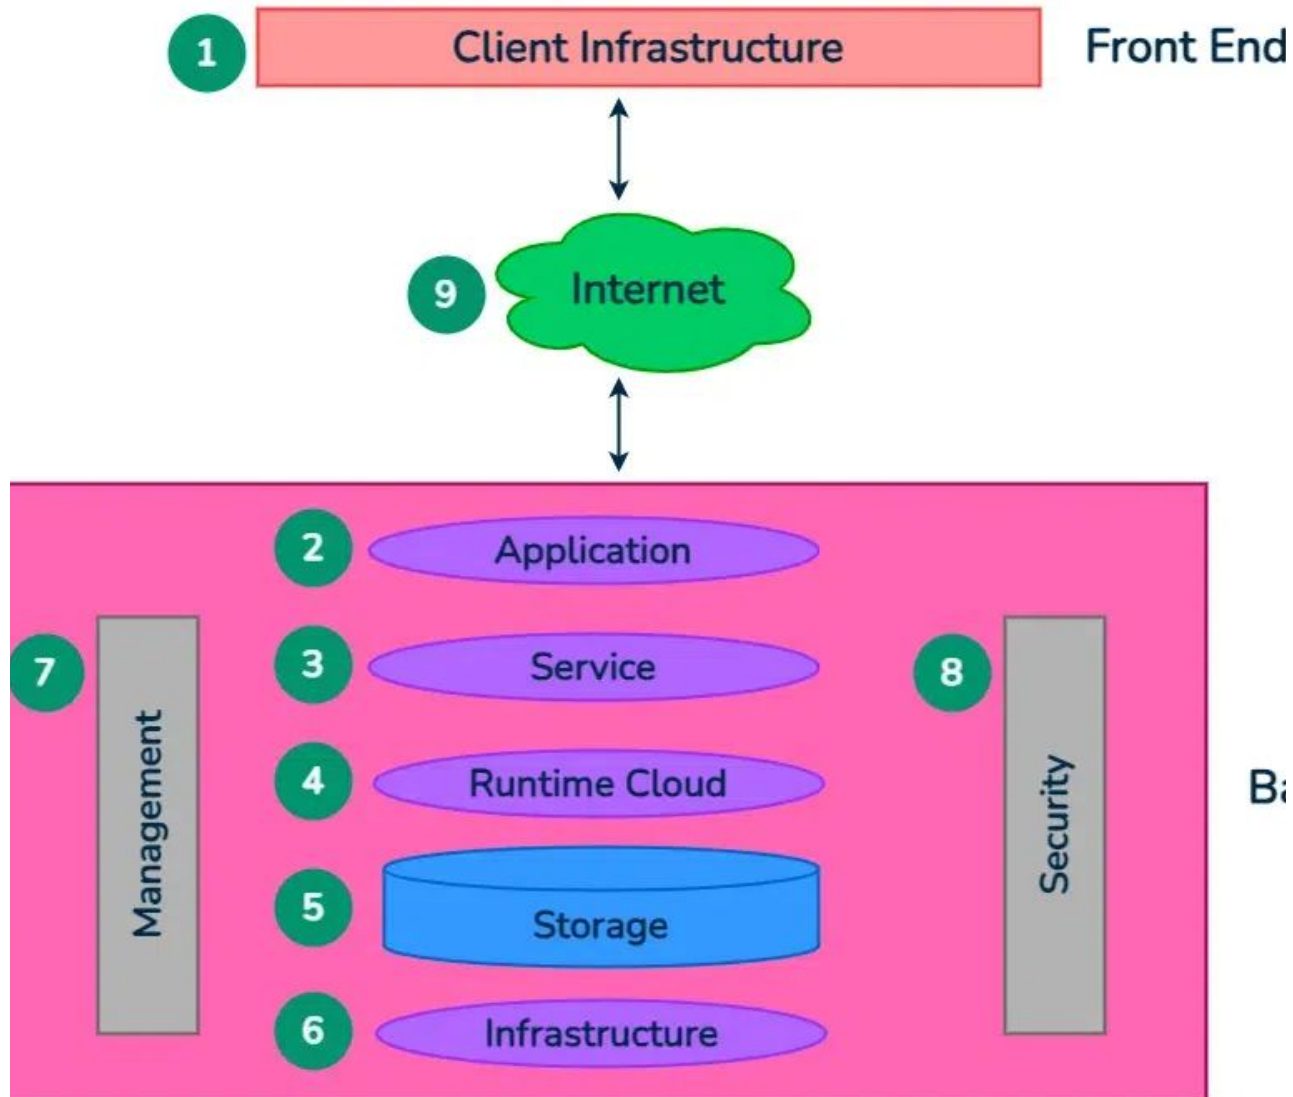 1
Client Infrastructure
Front End
9
Internet
2
Application
7
Management
3
Service
8
Security
4
Runtime Cloud
5
Storage
6
Infrastructure